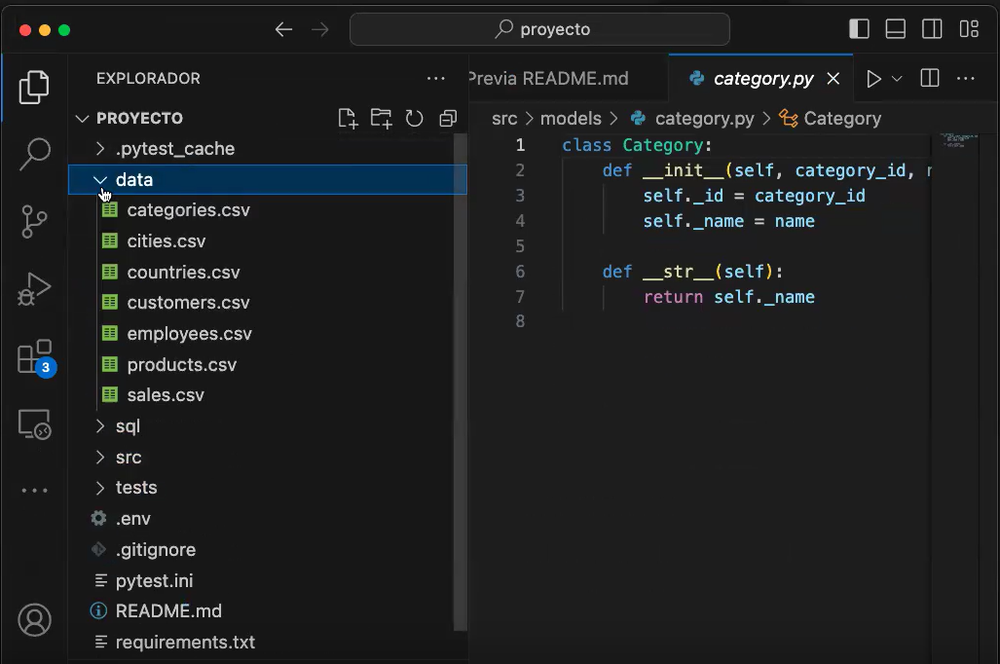 proyecto
EXPLORADOR
PROYECTO
.pytest_cache
data
categories.csv
cities.csv
countries.csv
customers.csv
employees.csv
products.csv
sales.csv
sql
src
tests
.env
.gitignore
pytest.ini
README.md
requirements.txt
3
Previa README.md
category.py
src > models > category.py > Category
1 class Category:
2 def __init__(self, category_id,
3 self._id = category_id
4 self._name = name
5
6 def __str__(self):
7 return self._name
8